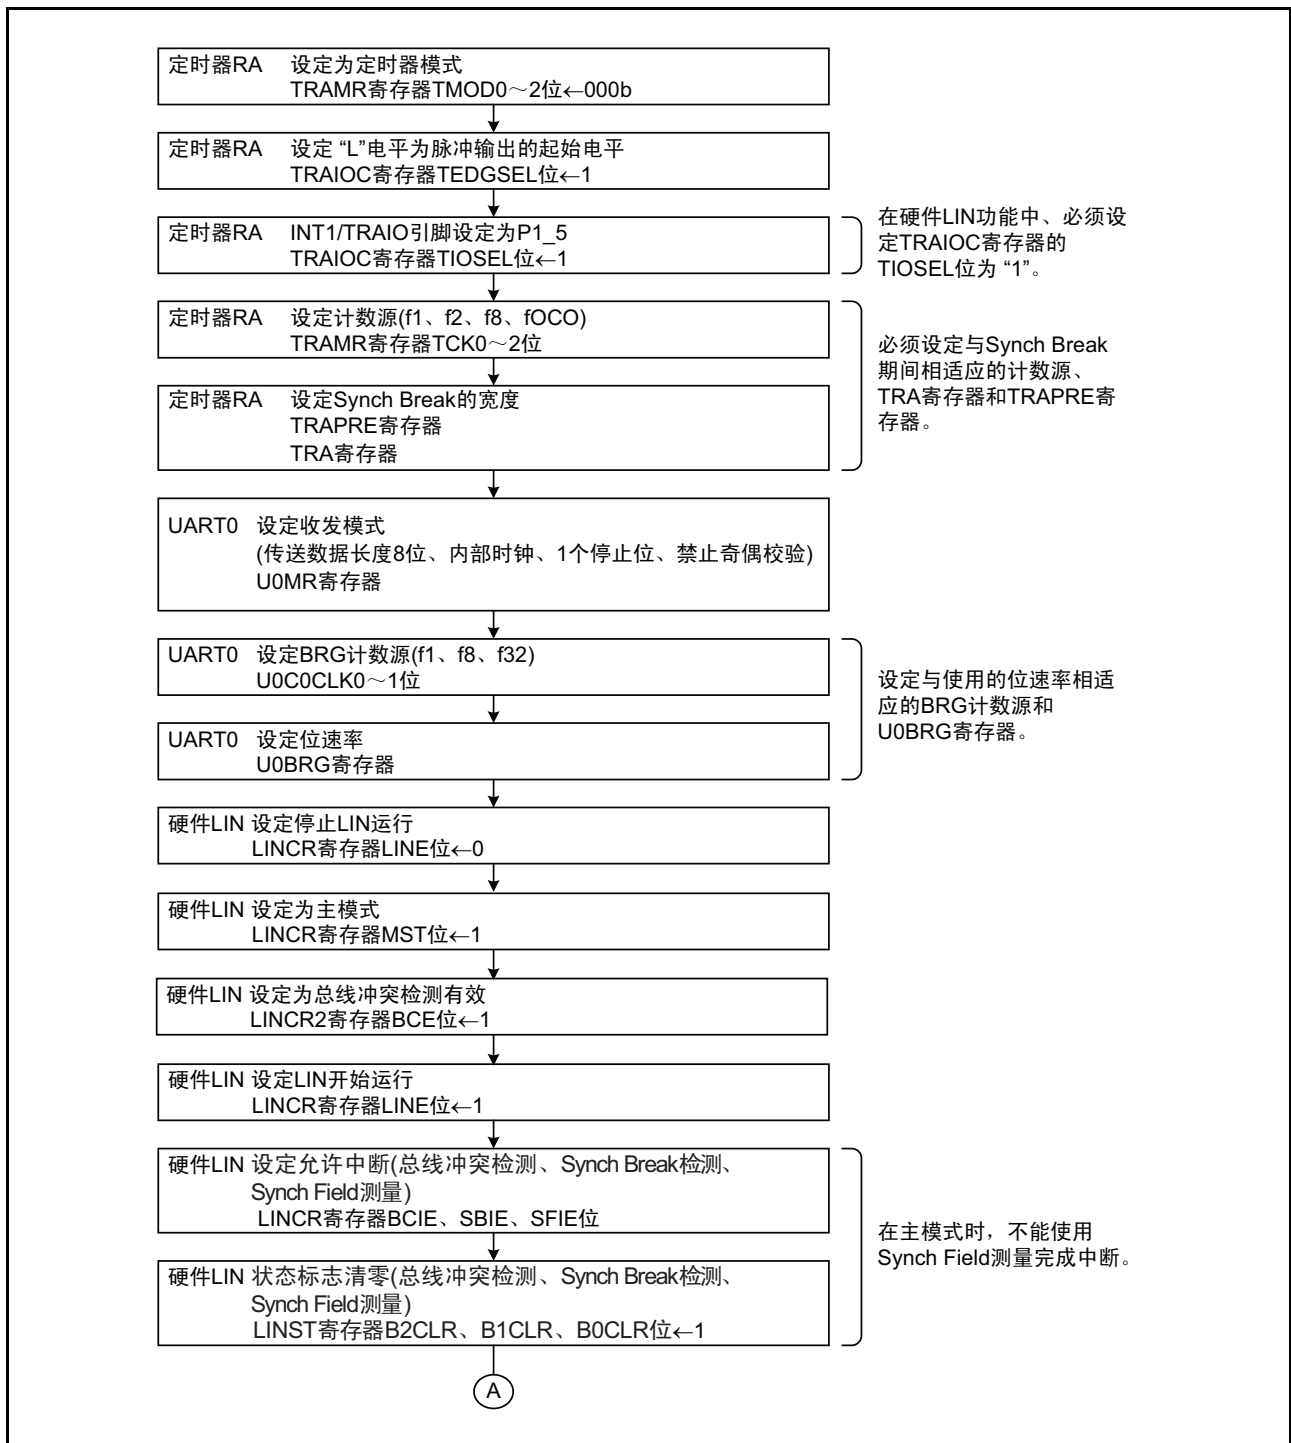 定时器RA 设定为定时器模式
TRAMR寄存器TMOD0～2位←000b
定时器RA 设定 “L”电平为脉冲输出的起始电平
TRAIOC寄存器TEDGSEL位←1
定时器RA INT1/TRAIO引脚设定为P1_5
TRAIOC寄存器TIOSEL位←1
在硬件LIN功能中、必须设
定TRAIOC寄存器的
TIOSEL位为 “1”。
定时器RA 设定计数源(f1、f2、f8、fOCO)
TRAMR寄存器TCK0～2位
定时器RA 设定Synch Break的宽度
TRAPRE寄存器
TRA寄存器
必须设定与Synch Break
期间相适应的计数源、
TRA寄存器和TRAPRE寄
存器。
UART0 设定收发模式
(传送数据长度8位、内部时钟、1个停止位、禁止奇偶校验)
U0MR寄存器
UART0 设定BRG计数源(f1、f8、f32)
U0C0CLK0～1位
UART0 设定位速率
U0BRG寄存器
设定与使用的位速率相适
应的BRG计数源和
U0BRG寄存器。
硬件LIN 设定停止LIN运行
LINCR寄存器LINE位←0
硬件LIN 设定为主模式
LINCR寄存器MST位←1
硬件LIN 设定为总线冲突检测有效
LINCR2寄存器BCE位←1
硬件LIN 设定LIN开始运行
LINCR寄存器LINE位←1
硬件LIN 设定允许中断(总线冲突检测、Synch Break检测、
Synch Field测量)
LINCR寄存器BCIE、SBIE、SFIE位
硬件LIN 状态标志清零(总线冲突检测、Synch Break检测、
Synch Field测量)
LINST寄存器B2CLR、B1CLR、B0CLR位←1
在主模式时，不能使用
Synch Field测量完成中断。
A